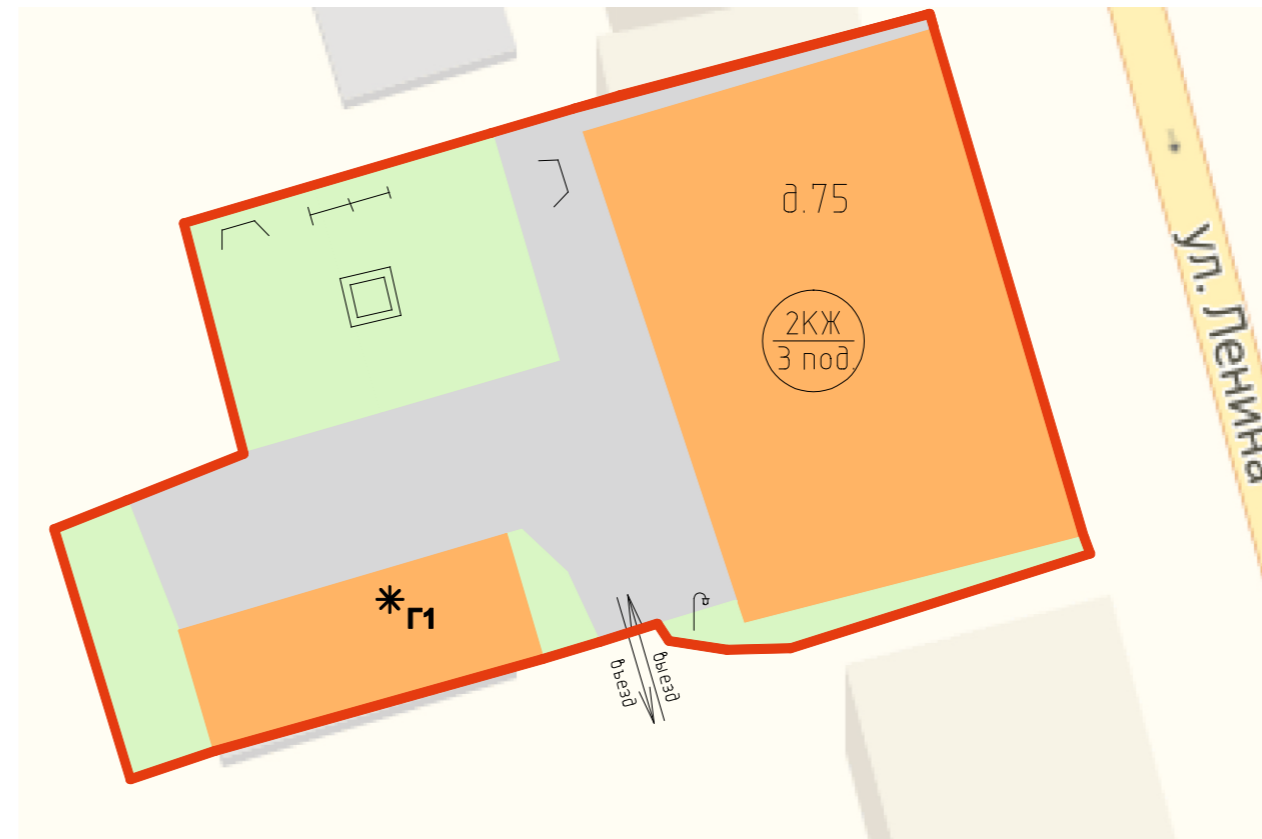 д.75
2КЖ
3 под.
ул. Ленина
Г1
въезд
выезд